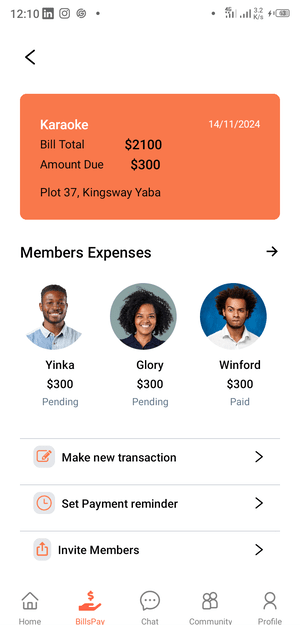 12:10
4G
3.2
K/s
63
Karaoke 14/11/2024
Bill Total $2100
Amount Due $300
Plot 37, Kingsway Yaba
Members Expenses
Yinka Glory Winford
$300 $300 $300
Pending Pending Paid
Make new transaction
Set Payment reminder
Invite Members
Home BillsPay Chat Community Profile